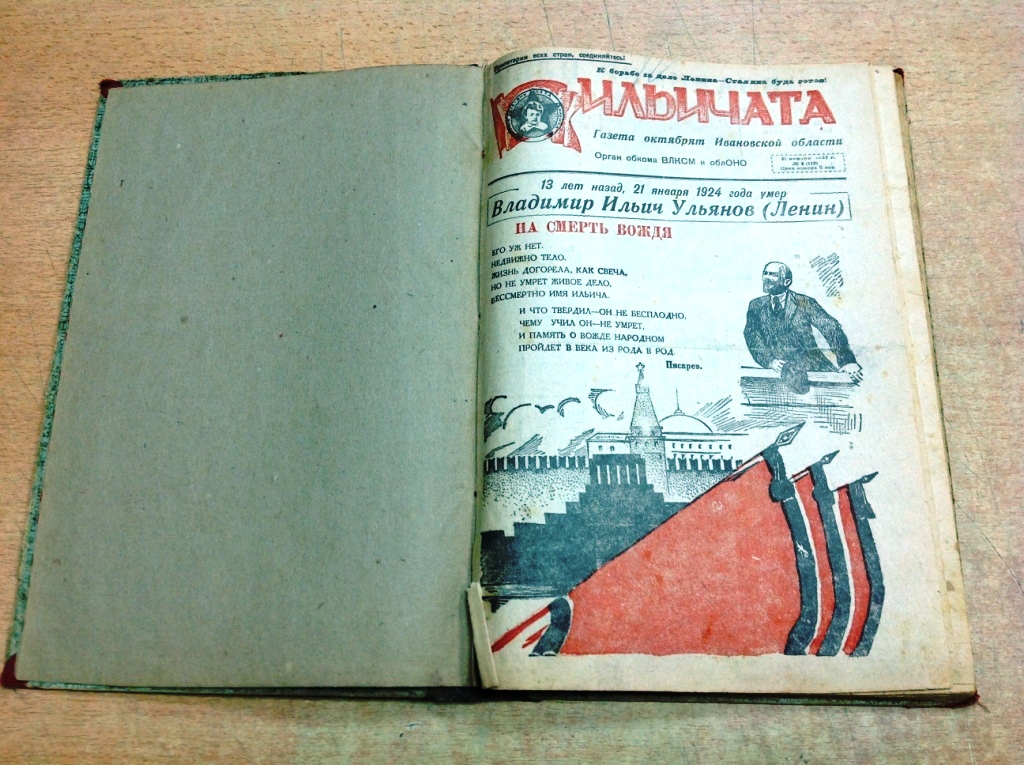 Пролетарии всех стран, соединяйтесь!
К борьбе за дело Ленина—Сталина будь готов!
ИЛЬИЧАТА
Газета октябрят Ивановской области
Орган обкома ВЛКСМ и облОНО
13 лет назад, 21 января 1924 года умер
Владимир Ильич Ульянов (Ленин)
НА СМЕРТЬ ВОЖДЯ
ЕГО УЖ НЕТ.
НЕДВИЖНО ТЕЛО.
ЖИЗНЬ ДОГОРЕЛА, КАК СВЕЧА,
НО НЕ УМРЕТ ЖИВОЕ ДЕЛО,
БЕССМЕРТНО ИМЯ ИЛЬИЧА.
И ЧТО ТВЕРДИЛ—ОН НЕ БЕСПЛОДНО,
ЧЕМУ УЧИЛ ОН—НЕ УМРЕТ,
И ПАМЯТЬ О ВОЖДЕ НАРОДНОМ
ПРОЙДЕТ В ВЕКА ИЗ РОДА В РОД.
Писарев.